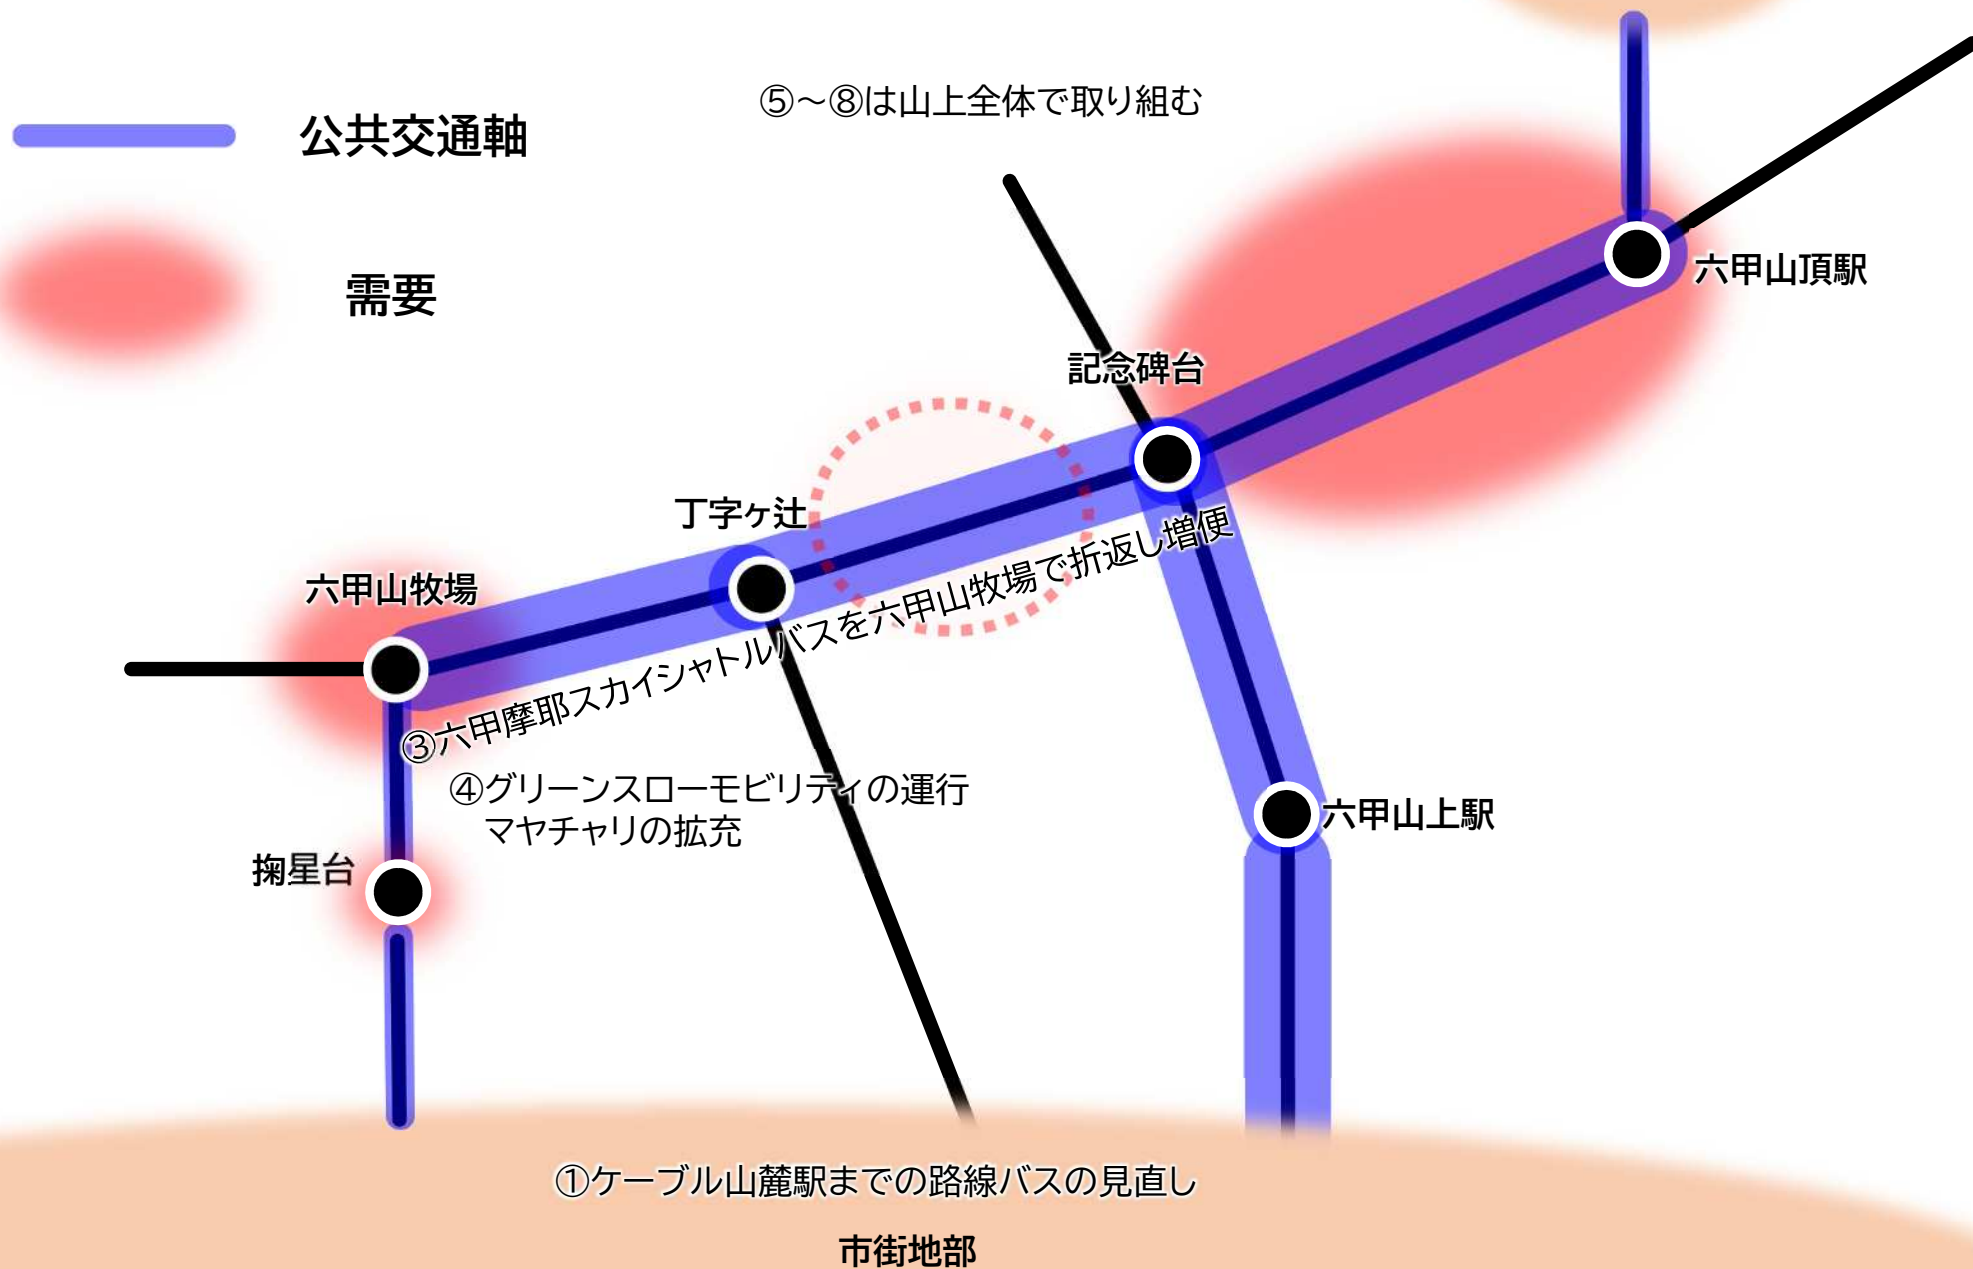 ⑤～⑧は山上全体で取り組む
公共交通軸
需要
六甲山頂駅
記念碑台
丁字ヶ辻
六甲山牧場
③六甲摩耶スカイシャトルバスを六甲山牧場で折返し増便
④グリーンスローモビリティの運行
マヤチャリの拡充
六甲山上駅
掬星台
①ケーブル山麓駅までの路線バスの見直し
市街地部